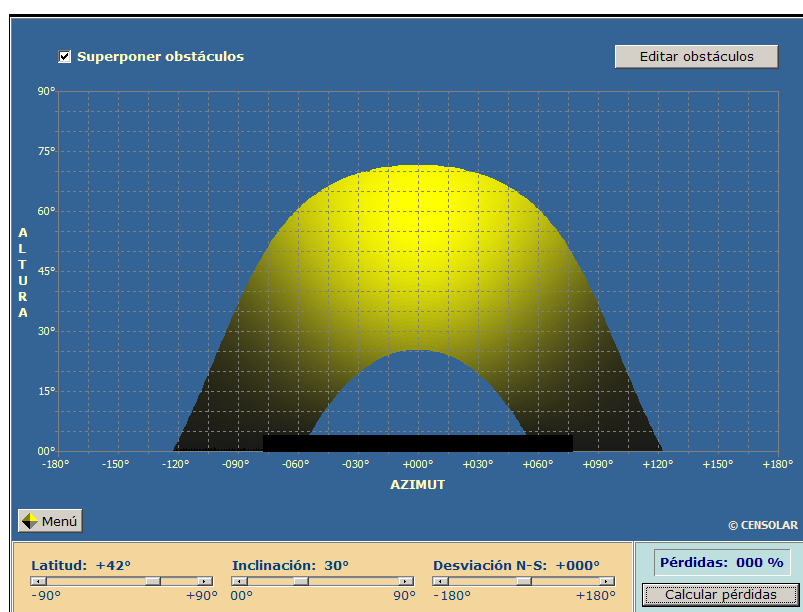 Superponer obstáculos
Editar obstáculos
90°
75°
60°
45°
30°
15°
00°
ALTURA
-180° -150° -120° -090° -060° -030° +000° +030° +060° +090° +120° +150° +180°
AZIMUT
Menú
© CENSOLAR
Latitud: +42° Inclinación: 30° Desviación N-S: +000°
-90° +90° 00° 90° -180° +180°
Pérdidas: 000 %
Calcular pérdidas